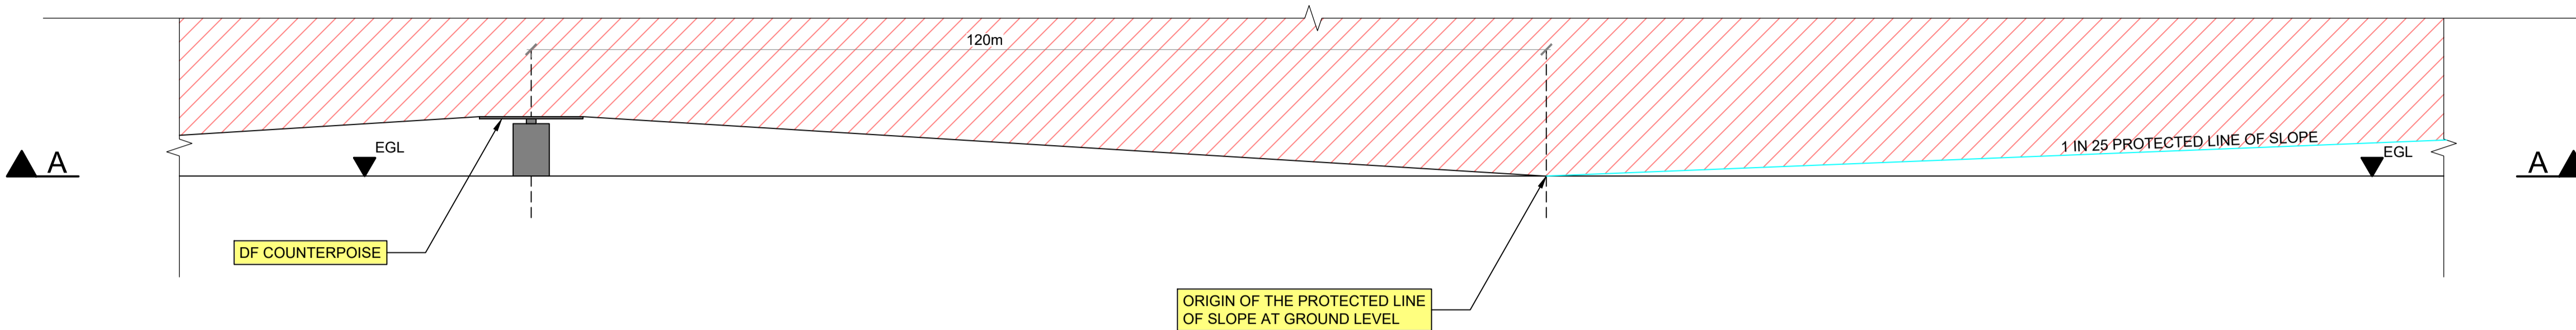 120m
1 IN 25 PROTECTED LINE OF SLOPE
EGL
EGL
A
A
DF COUNTERPOISE
ORIGIN OF THE PROTECTED LINE
OF SLOPE AT GROUND LEVEL